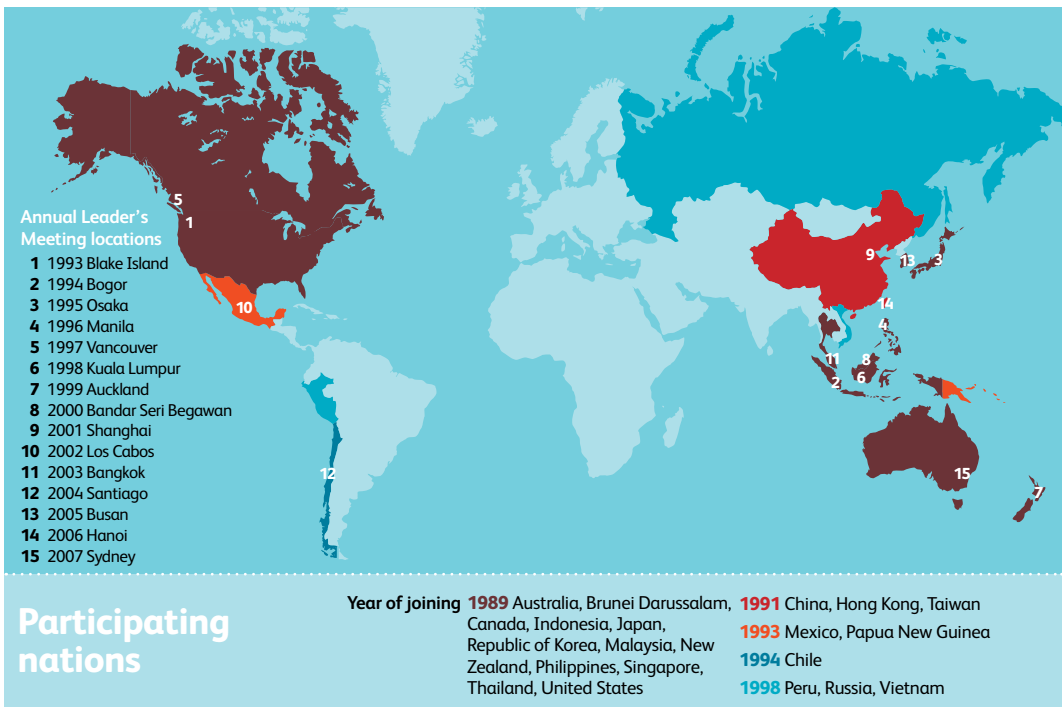 5
1
Annual Leader's
Meeting locations
1 1993 Blake Island
2 1994 Bogor
3 1995 Osaka
4 1996 Manila
5 1997 Vancouver
6 1998 Kuala Lumpur
7 1999 Auckland
8 2000 Bandar Seri Begawan
9 2001 Shanghai
10 2002 Los Cabos
11 2003 Bangkok
12 2004 Santiago
13 2005 Busan
14 2006 Hanoi
15 2007 Sydney
10
12
9
13
3
14
4
11
8
6
2
15
7
Participating
nations
Year of joining
1989 Australia, Brunei Darussalam,
Canada, Indonesia, Japan,
Republic of Korea, Malaysia, New
Zealand, Philippines, Singapore,
Thailand, United States
1991 China, Hong Kong, Taiwan
1993 Mexico, Papua New Guinea
1994 Chile
1998 Peru, Russia, Vietnam